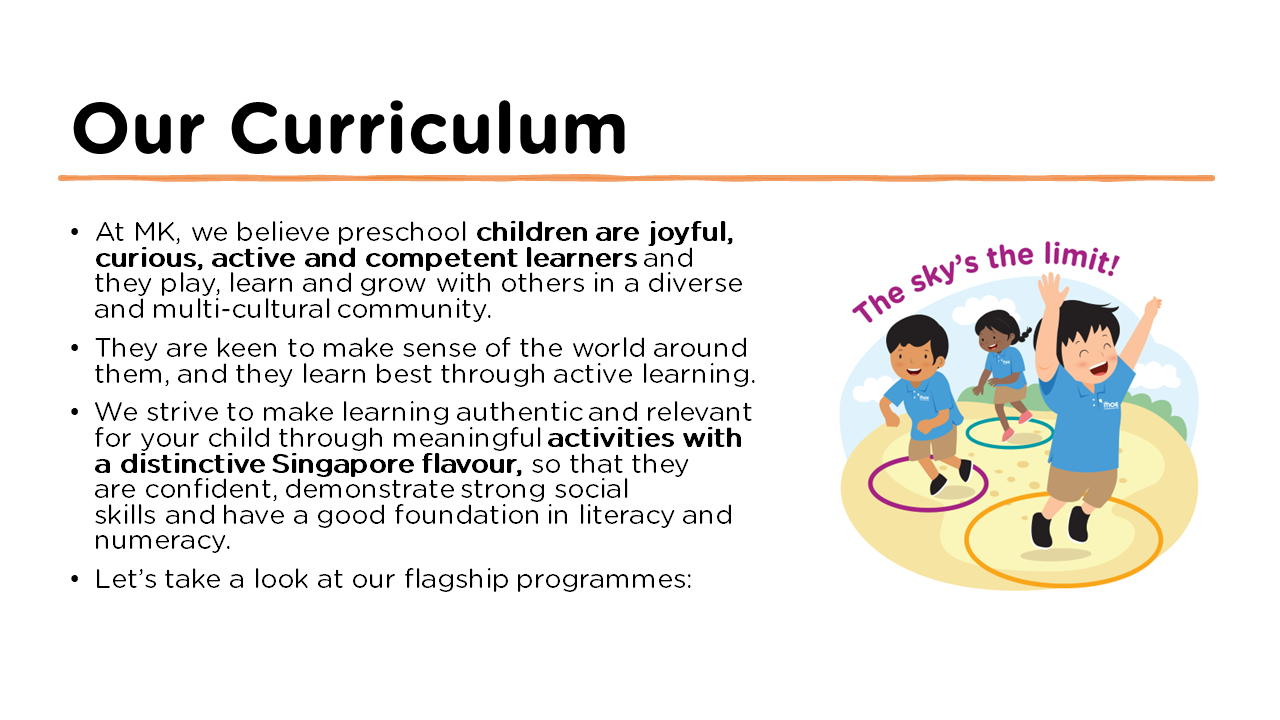 Our Curriculum
• At MK, we believe preschool children are joyful,
curious, active and competent learners and
they play, learn and grow with others in a diverse
and multi-cultural community.
• They are keen to make sense of the world around
them, and they learn best through active learning.
• We strive to make learning authentic and relevant
for your child through meaningful activities with
a distinctive Singapore flavour, so that they
are confident, demonstrate strong social
skills and have a good foundation in literacy and
numeracy.
• Let's take a look at our flagship programmes:
The sky's the limit!
moe